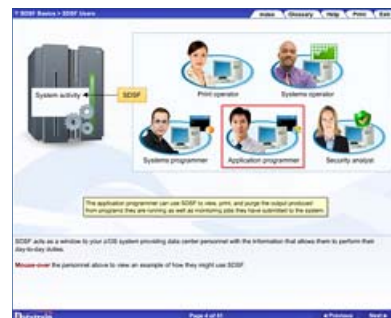 SDSF Basics > SDSF Users
Index Glossary Help Print Exit
System activity
SDSF
Print operator
Systems operator
Systems programmer
Application programmer
Security analyst
The application programmer can use SDSF to view, print, and purge the output produced
from programs they are running as well as monitoring jobs they have submitted to the system.
SDSF acts as a window to your z/OS system providing data center personnel with the information that allows them to perform their
day-to-day duties.
Mouse-over the personnel above to view an example of how they might use SDSF.
Datatrain
Page 4 of 41
Previous
Next